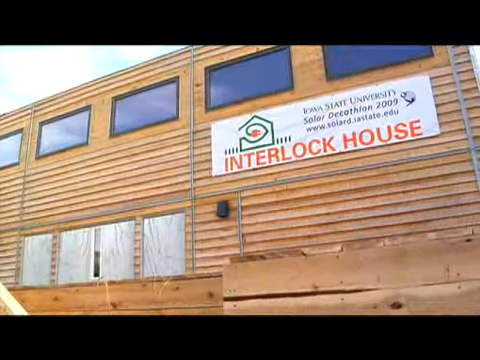 IOWA STATE UNIVERSITY
Solar Decathlon 2009
www.solard.iastate.edu
INTERLOCK HOUSE